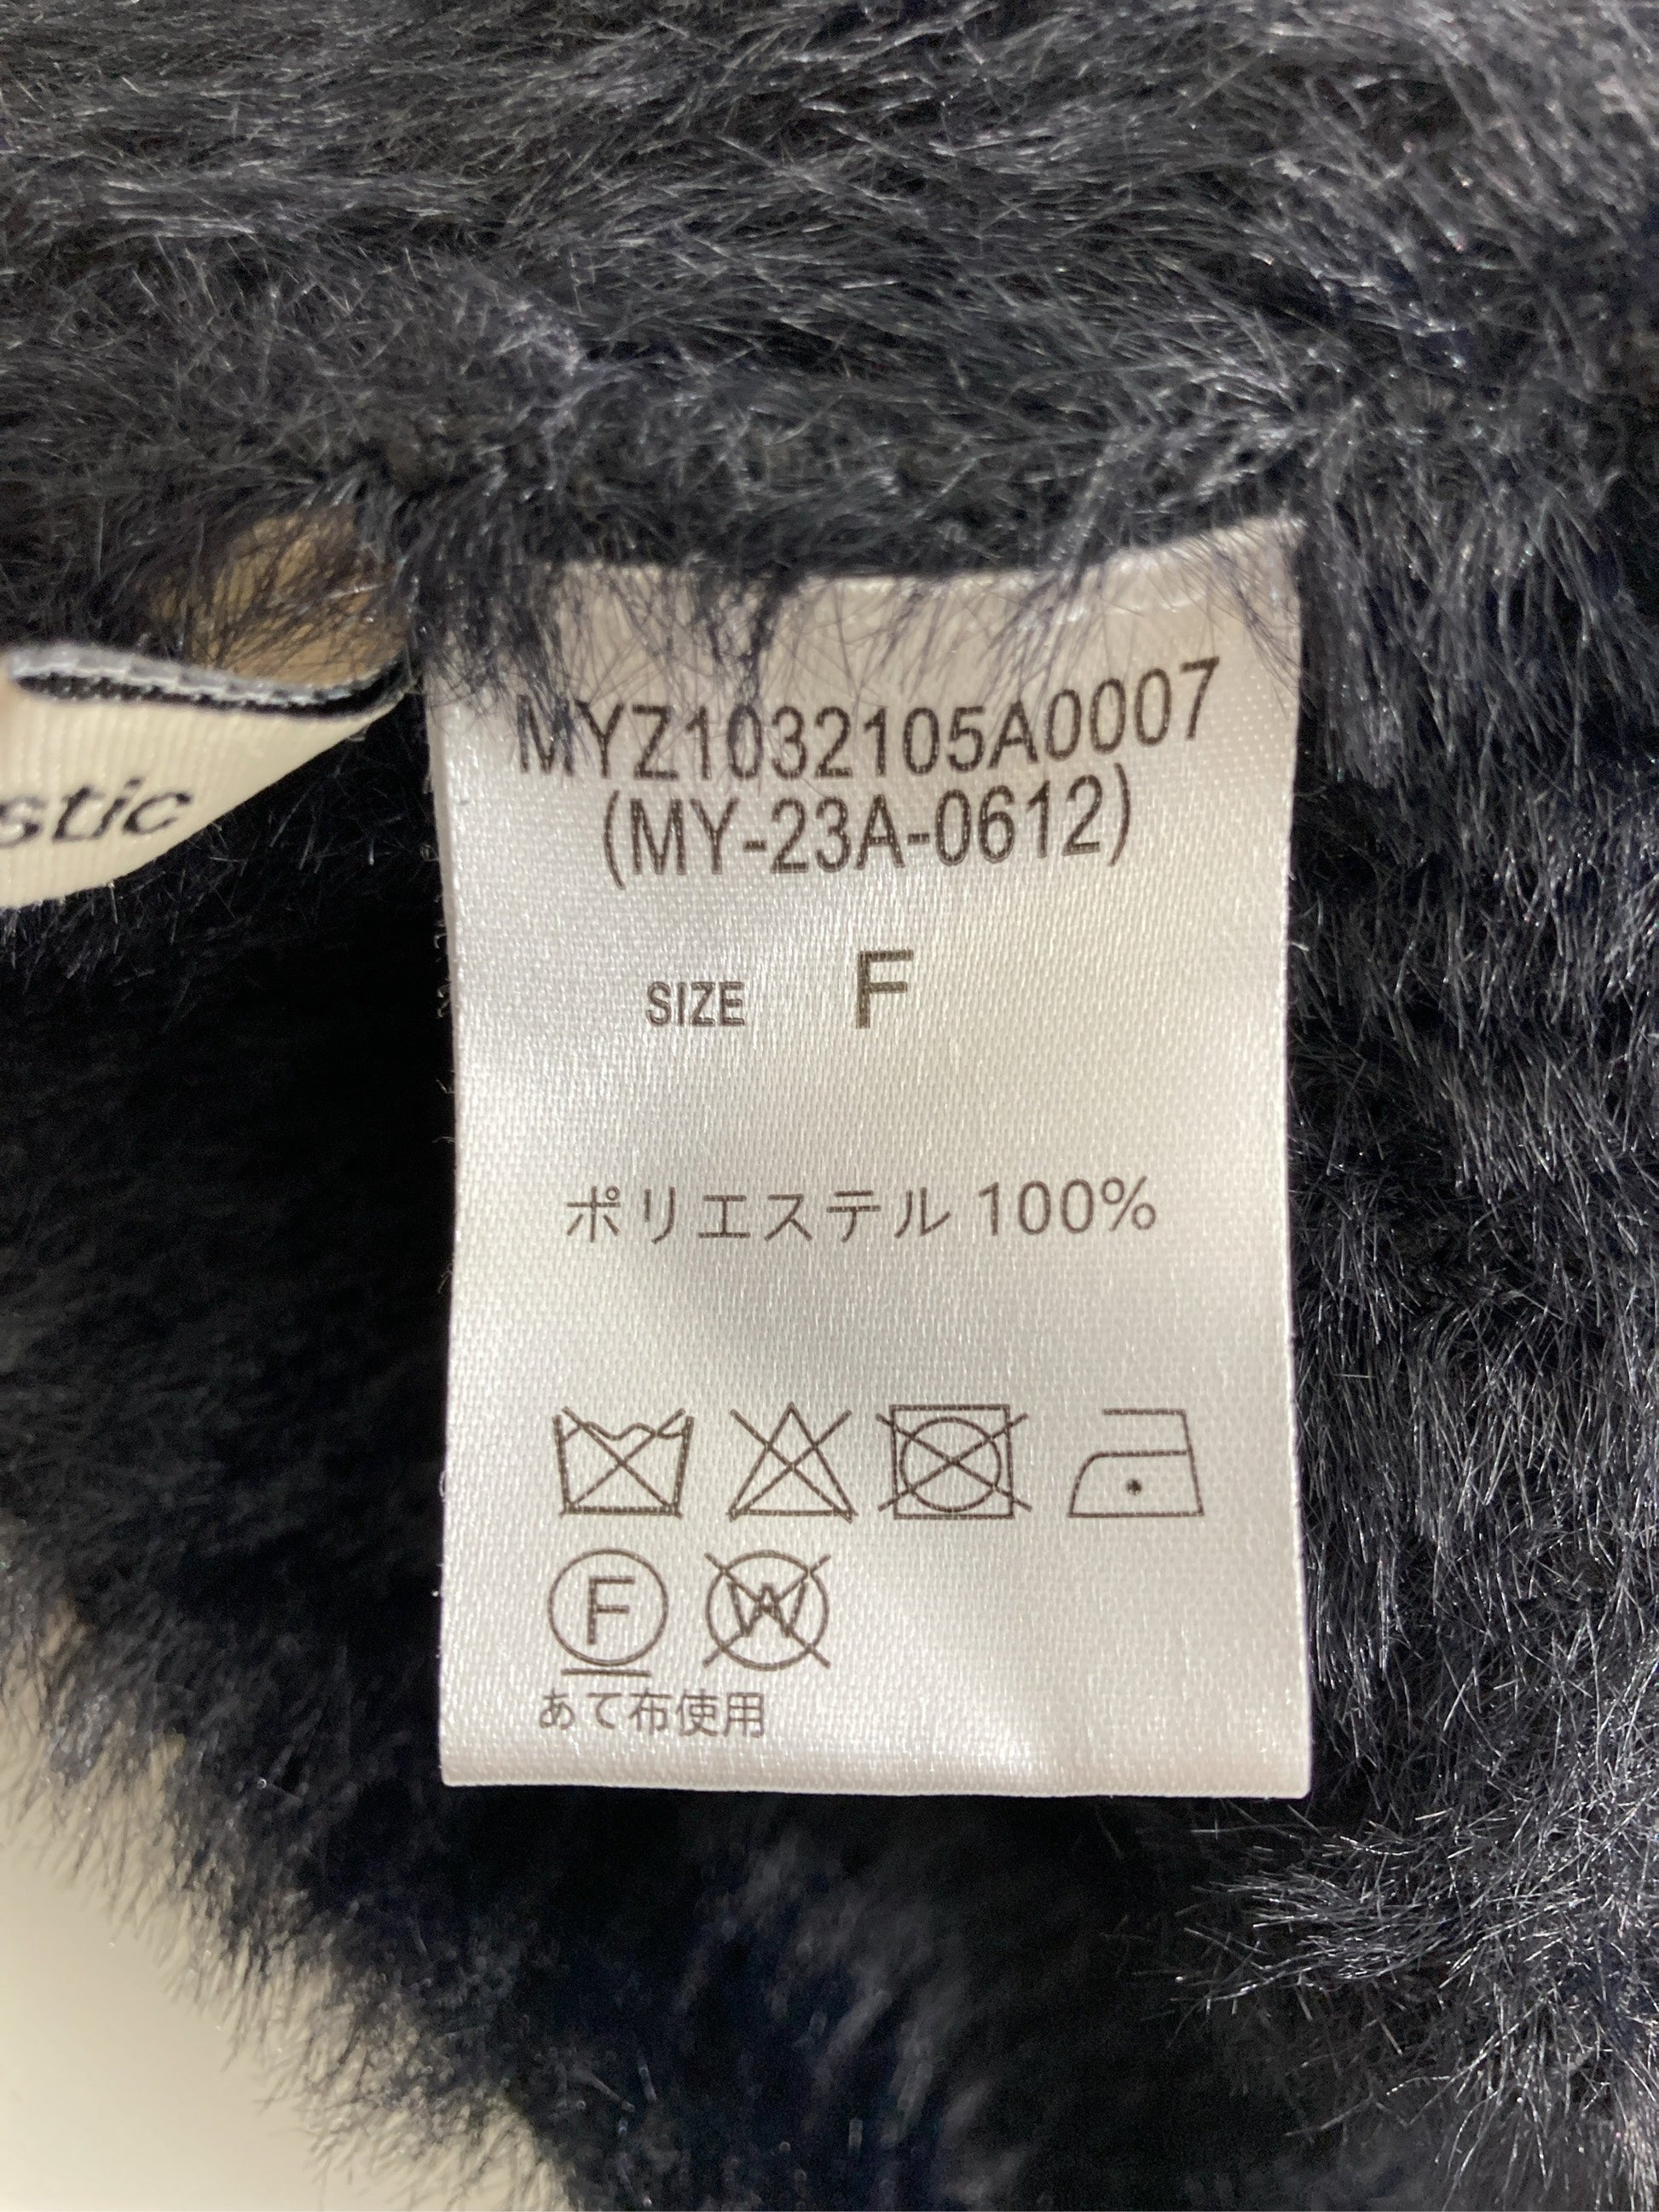 MYZ1032105A0007
(MY-23A-0612)
stic
SIZE F
ポリエステル 100%
F W
あて布使用